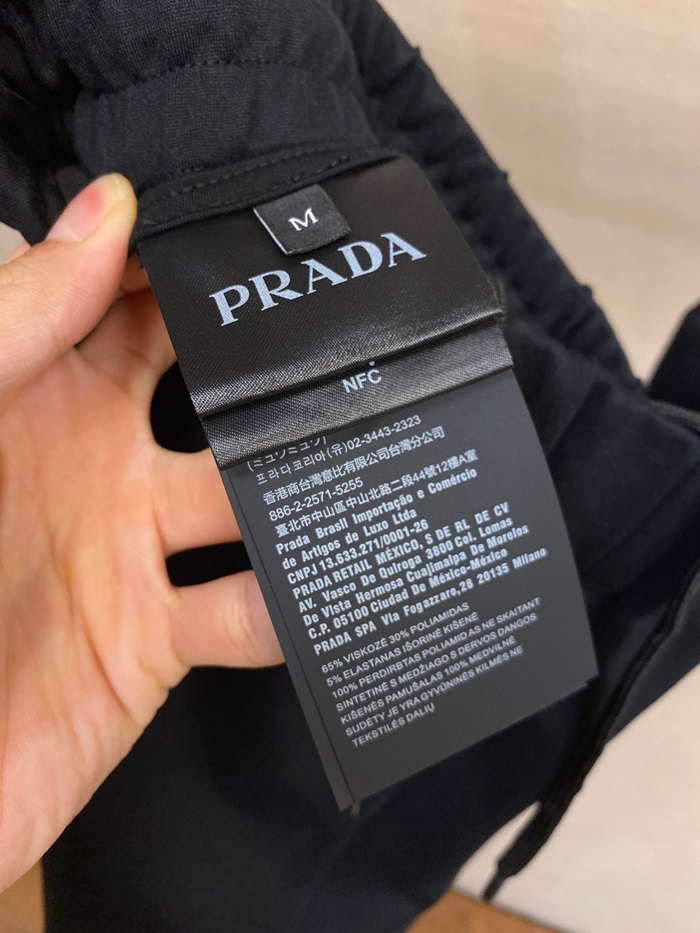 M
PRADA
NFC
(ミュウミュウ)
프라다코리아(유)02-3443-2323
香港商台灣意比有限公司台灣分公司
886-2-2571-5255
臺北市中山區中山北路二段44號12樓A室
Prada Brasil Importação e Comércio
de Artigos de Luxo Ltda
CNPJ 13.633.271/0001-26
PRADA RETAIL MÉXICO, S DE RL DE CV
AV. Vasco De Quiroga 3800 Col. Lomas
De Vista Hermosa Cuajimalpa De Morelos
C.P. 05100 Ciudad De México-México
PRADA SPA Via Fogazzaro,28 20135 Milano
65% VISKOZĖ 30% POLIAMIDAS
5% ELASTANAS IŠORINĖ KIŠENĖ
100% PERDIRBTAS POLIAMIDAS NE SKAITANT
SINTETINĖ S MEDŽIAGO S DERVOS DANGOS
KIŠENĖS PAMUŠALAS 100% MEDVILNĖ
SUDĖTY JE YRA GYVŪNINĖS KILMĖS NE
TEKSTILĖS DALIŲ